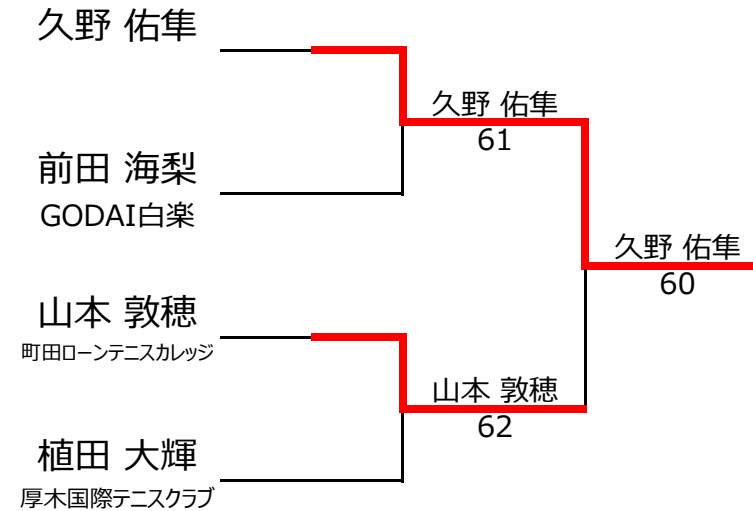 久野 佑隼
久野 佑隼
61
前田 海梨
GODAI白楽
久野 佑隼
60
山本 敦穂
町田ローンテニスカレッジ
山本 敦穂
62
植田 大輝
厚木国際テニスクラブ